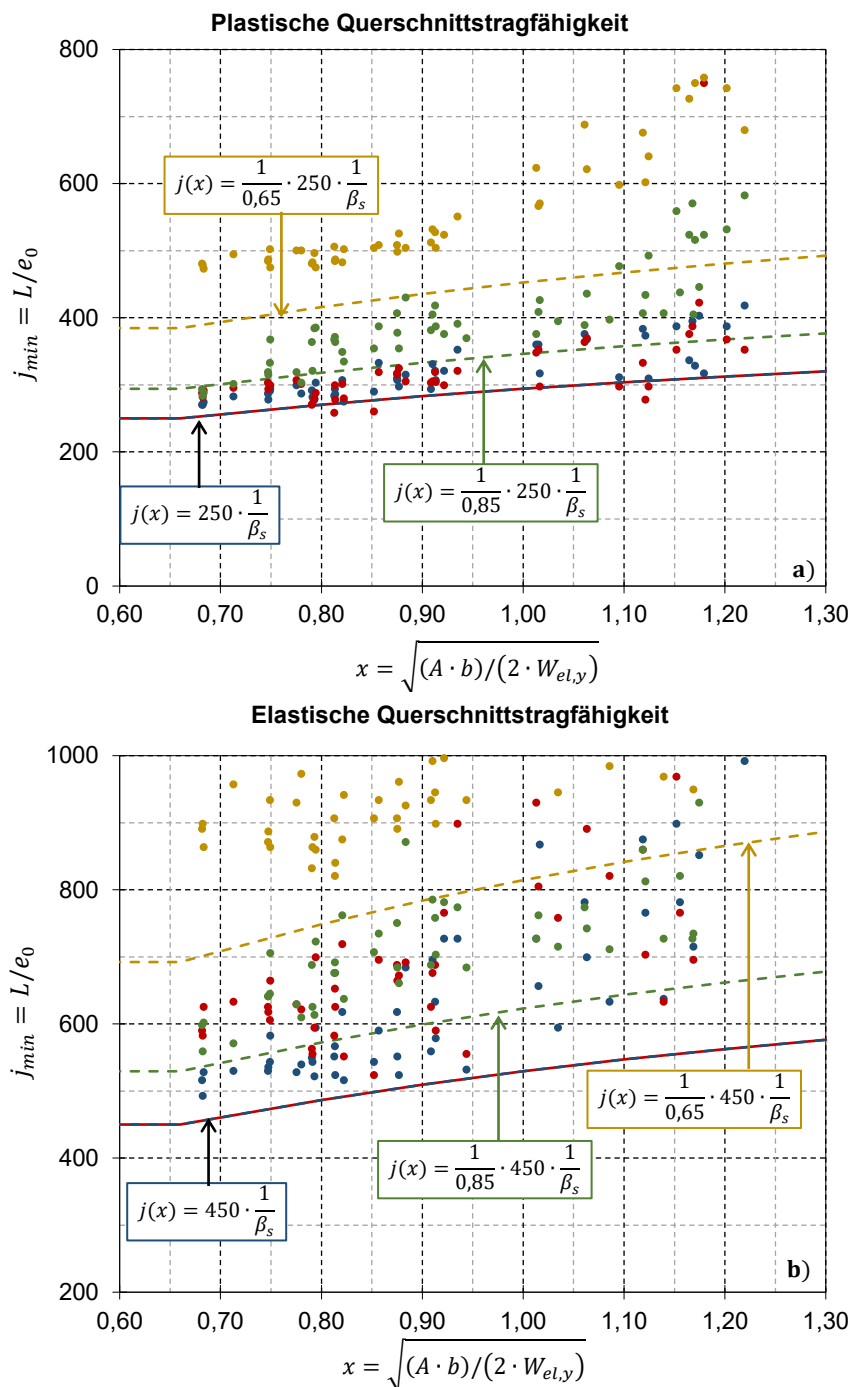 Plastische Querschnittstragfähigkeit
800
600
400
200
0
j_min = L/e_0
j(x) = 1/0,65 · 250 · 1/β_s
j(x) = 250 · 1/β_s
j(x) = 1/0,85 · 250 · 1/β_s
a)
0,60 0,70 0,80 0,90 1,00 1,10 1,20 1,30
x = √((A · b)/(2 · W_el,y))
Elastische Querschnittstragfähigkeit
1000
800
600
400
200
j_min = L/e_0
j(x) = 1/0,65 · 450 · 1/β_s
j(x) = 1/0,85 · 450 · 1/β_s
j(x) = 450 · 1/β_s
b)
0,60 0,70 0,80 0,90 1,00 1,10 1,20 1,30
x = √((A · b)/(2 · W_el,y))